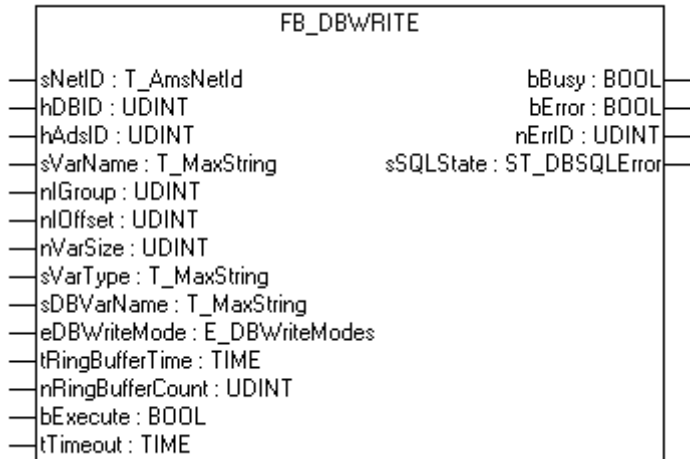 FB_DBWRITE
sNetID : T_AmsNetId bBusy : BOOL
hDBID : UDINT bError : BOOL
hAdsID : UDINT nErrID : UDINT
sVarName : T_MaxString sSQLState : ST_DBSQLError
nIGroup : UDINT
nIOffset : UDINT
nVarSize : UDINT
sVarType : T_MaxString
sDBVarName : T_MaxString
eDBWriteMode : E_DBWriteModes
tRingBufferTime : TIME
nRingBufferCount : UDINT
bExecute : BOOL
tTimeout : TIME